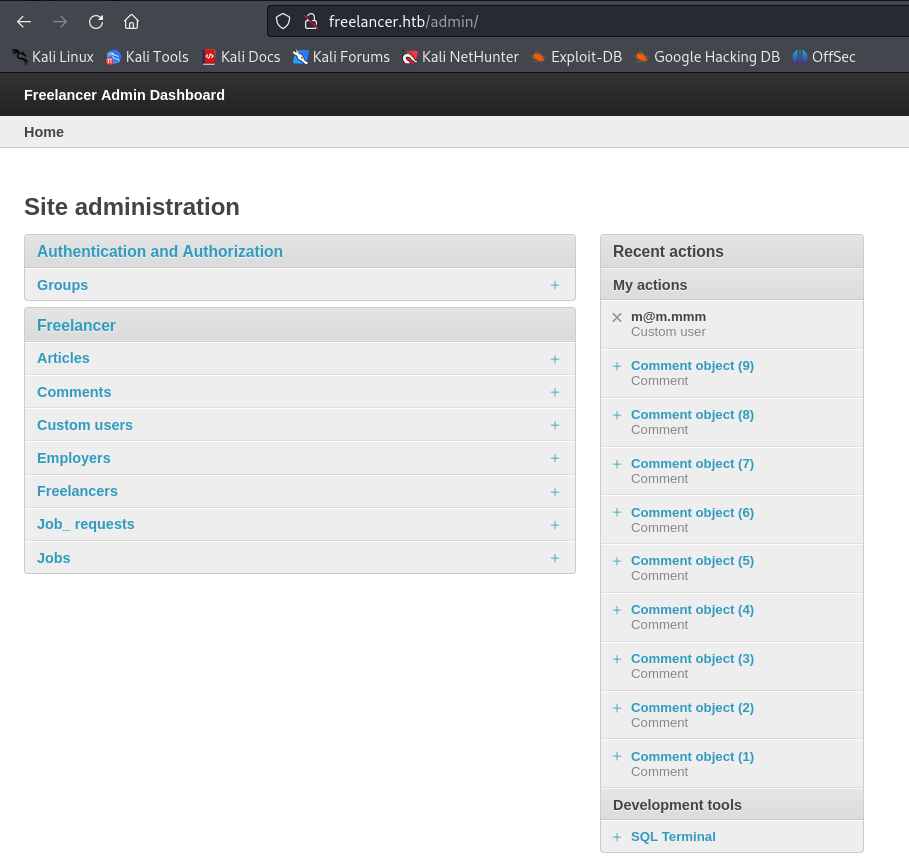 freelancer.htb/admin/
Kali Linux Kali Tools Kali Docs Kali Forums Kali NetHunter Exploit-DB Google Hacking DB OffSec
Freelancer Admin Dashboard
Home
Site administration
Authentication and Authorization
Groups +
Freelancer
Articles +
Comments +
Custom users +
Employers +
Freelancers +
Job_ requests +
Jobs +
Recent actions
My actions
m@m.mmm
Custom user
+ Comment object (9)
Comment
+ Comment object (8)
Comment
+ Comment object (7)
Comment
+ Comment object (6)
Comment
+ Comment object (5)
Comment
+ Comment object (4)
Comment
+ Comment object (3)
Comment
+ Comment object (2)
Comment
+ Comment object (1)
Comment
Development tools
+ SQL Terminal